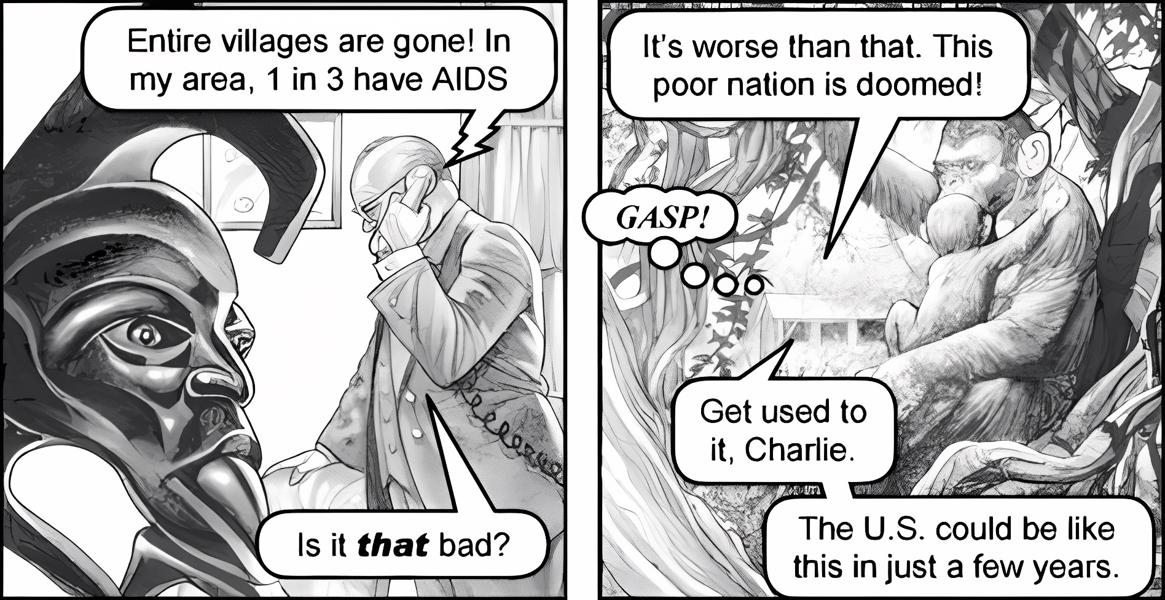 Entire villages are gone! In
my area, 1 in 3 have AIDS
Is it that bad?
It's worse than that. This
poor nation is doomed!
GASP!
Get used to
it, Charlie.
The U.S. could be like
this in just a few years.